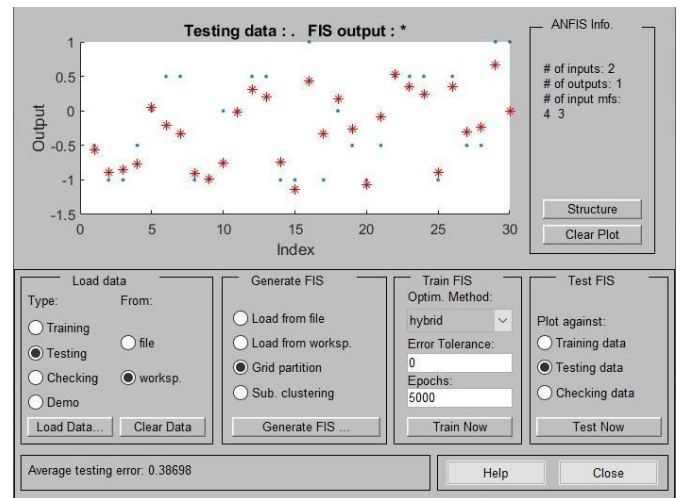 Testing data : .   FIS output : *
1
0.5
0
-0.5
-1
-1.5
Output
0
5
10
15
20
25
30
Index
ANFIS Info.
# of inputs: 2
# of outputs: 1
# of input mfs:
4  3
Structure
Clear Plot
Load data
Type:
From:
Training
Testing
Checking
Demo
file
worksp.
Load Data...
Clear Data
Generate FIS
Load from file
Load from worksp.
Grid partition
Sub. clustering
Generate FIS ...
Train FIS
Optim. Method:
hybrid
Error Tolerance:
0
Epochs:
5000
Train Now
Test FIS
Plot against:
Training data
Testing data
Checking data
Test Now
Average testing error: 0.38698
Help
Close